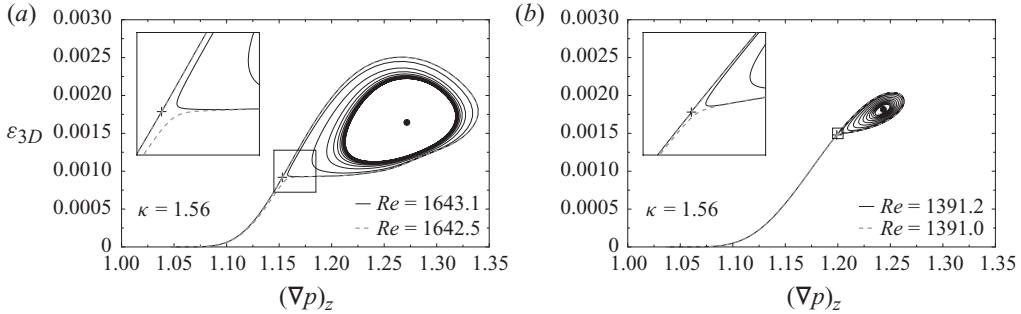 (a)
0.0030
0.0025
0.0020
ε3D 0.0015
0.0010
0.0005
0
κ = 1.56
Re = 1643.1
Re = 1642.5
1.00 1.05 1.10 1.15 1.20 1.25 1.30 1.35
(∇p)z
(b)
0.0030
0.0025
0.0020
0.0015
0.0010
0.0005
0
κ = 1.56
Re = 1391.2
Re = 1391.0
1.00 1.05 1.10 1.15 1.20 1.25 1.30 1.35
(∇p)z